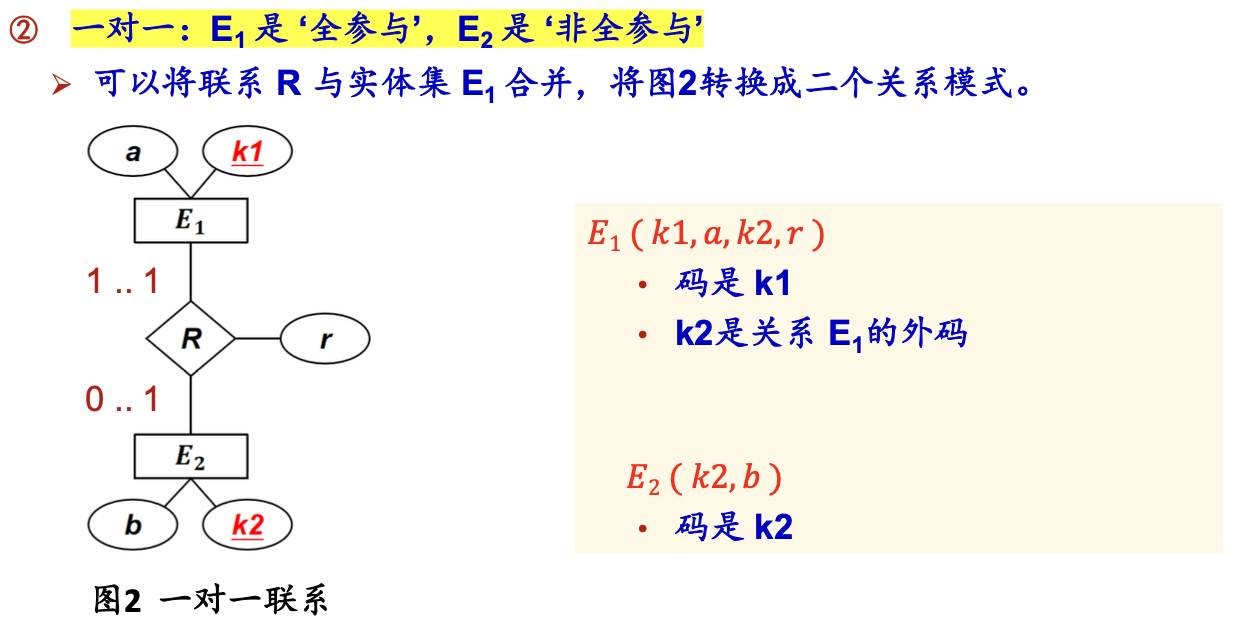 ② 一对一：E₁ 是 ‘全参与’，E₂ 是 ‘非全参与’
➢ 可以将联系 R 与实体集 E₁ 合并，将图2转换成二个关系模式。
a k1
E₁
1 .. 1
R r
0 .. 1
E₂
b k2
图2 一对一联系
E₁ ( k1, a, k2, r )
• 码是 k1
• k2是关系 E₁的外码
E₂ ( k2, b )
• 码是 k2